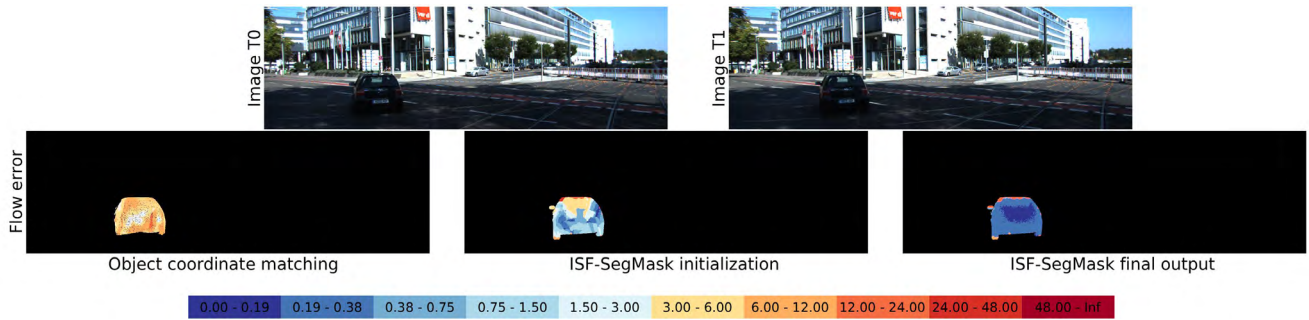 Image T0
Image T1
Flow error
Object coordinate matching
ISF-SegMask initialization
ISF-SegMask final output
0.00 - 0.19
0.19 - 0.38
0.38 - 0.75
0.75 - 1.50
1.50 - 3.00
3.00 - 6.00
6.00 - 12.00
12.00 - 24.00
24.00 - 48.00
48.00 - Inf